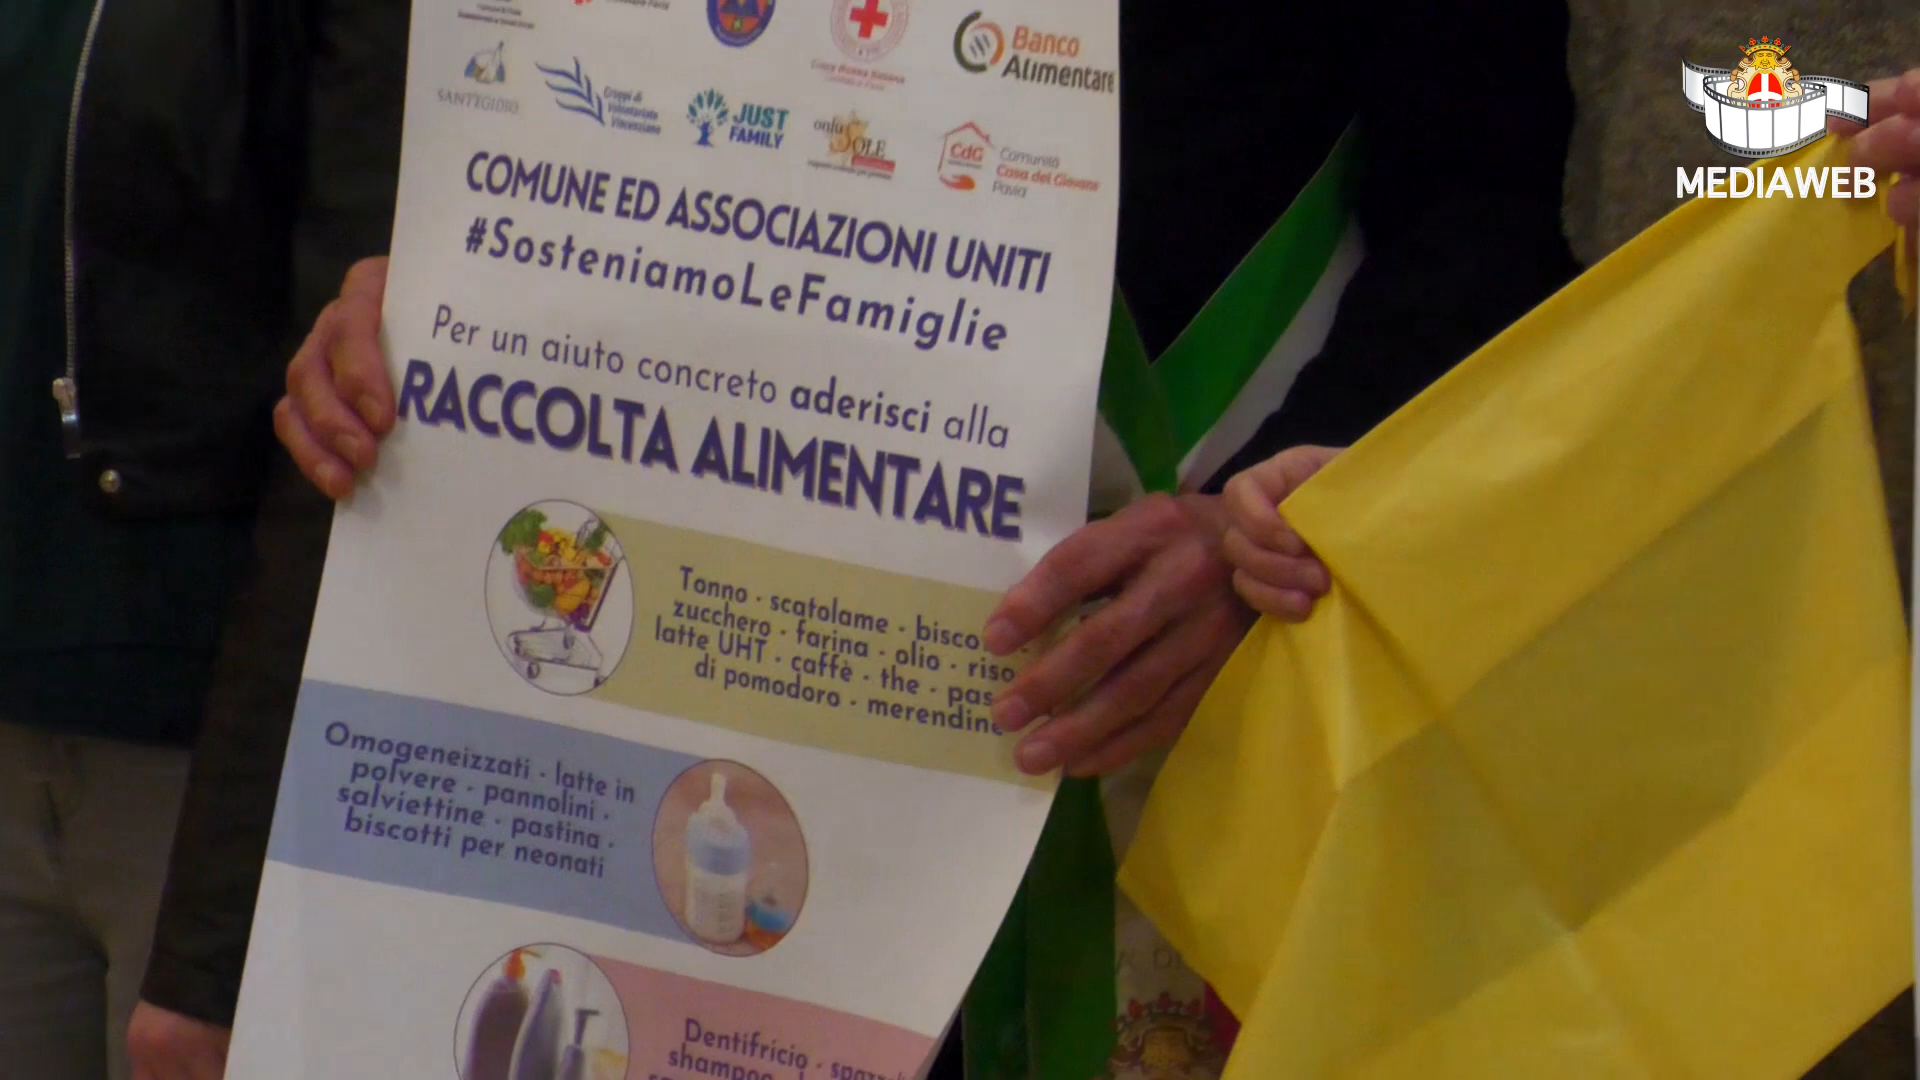 Banco
Alimentare
SANT'EGIDIO
Gruppi di
Volontariato
Vincenziano
JUST
FAMILY
SOLE
CdG
Comunità
Casa del Giovane
Pavia
MEDIAWEB
COMUNE ED ASSOCIAZIONI UNITI
#SosteniamoLeFamiglie
Per un aiuto concreto aderisci alla
RACCOLTA ALIMENTARE
Tonno - scatolame - bisco
zucchero - farina - olio - riso
latte UHT - caffè - the - pas
di pomodoro - merendine
Omogeneizzati - latte in
polvere - pannolini -
salviettine - pastina -
biscotti per neonati
Dentifricio -
shampoo